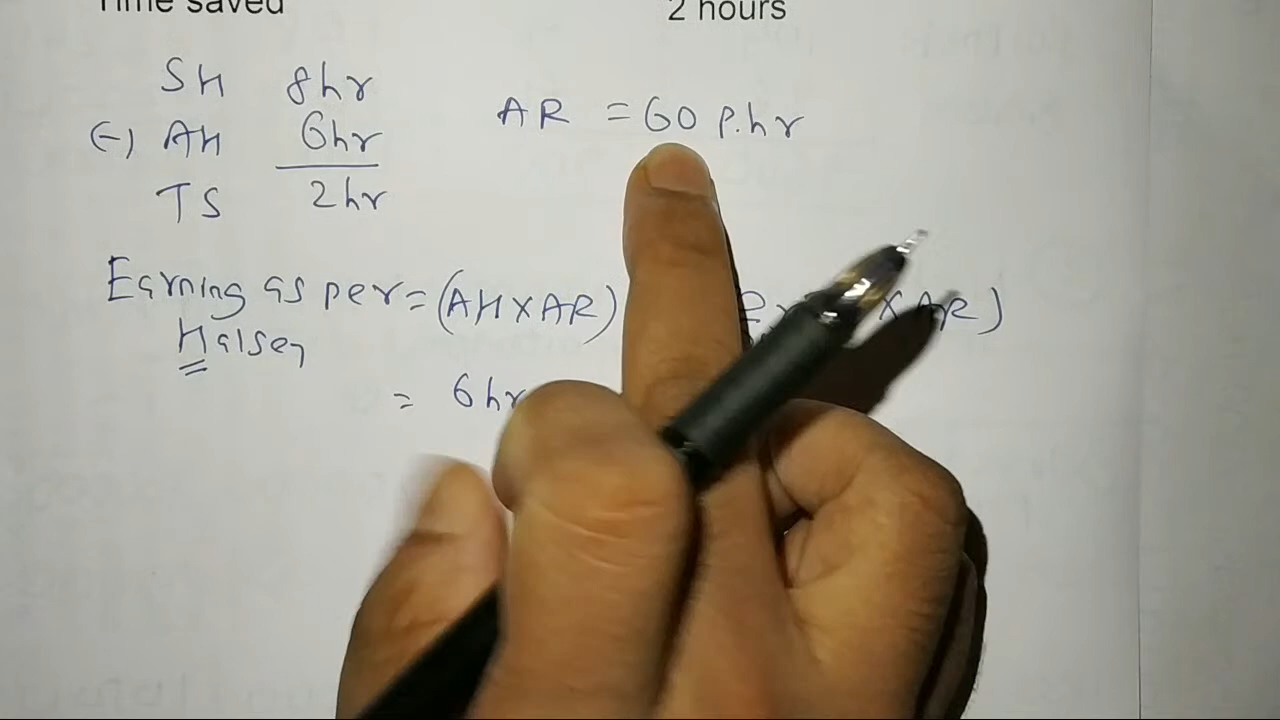 Time saved 2 hours
SH 8hr
(-) AH 6hr AR = 60 p.hr
TS 2hr
Earning as per = (AH X AR) X AR)
Halsey
= 6hr